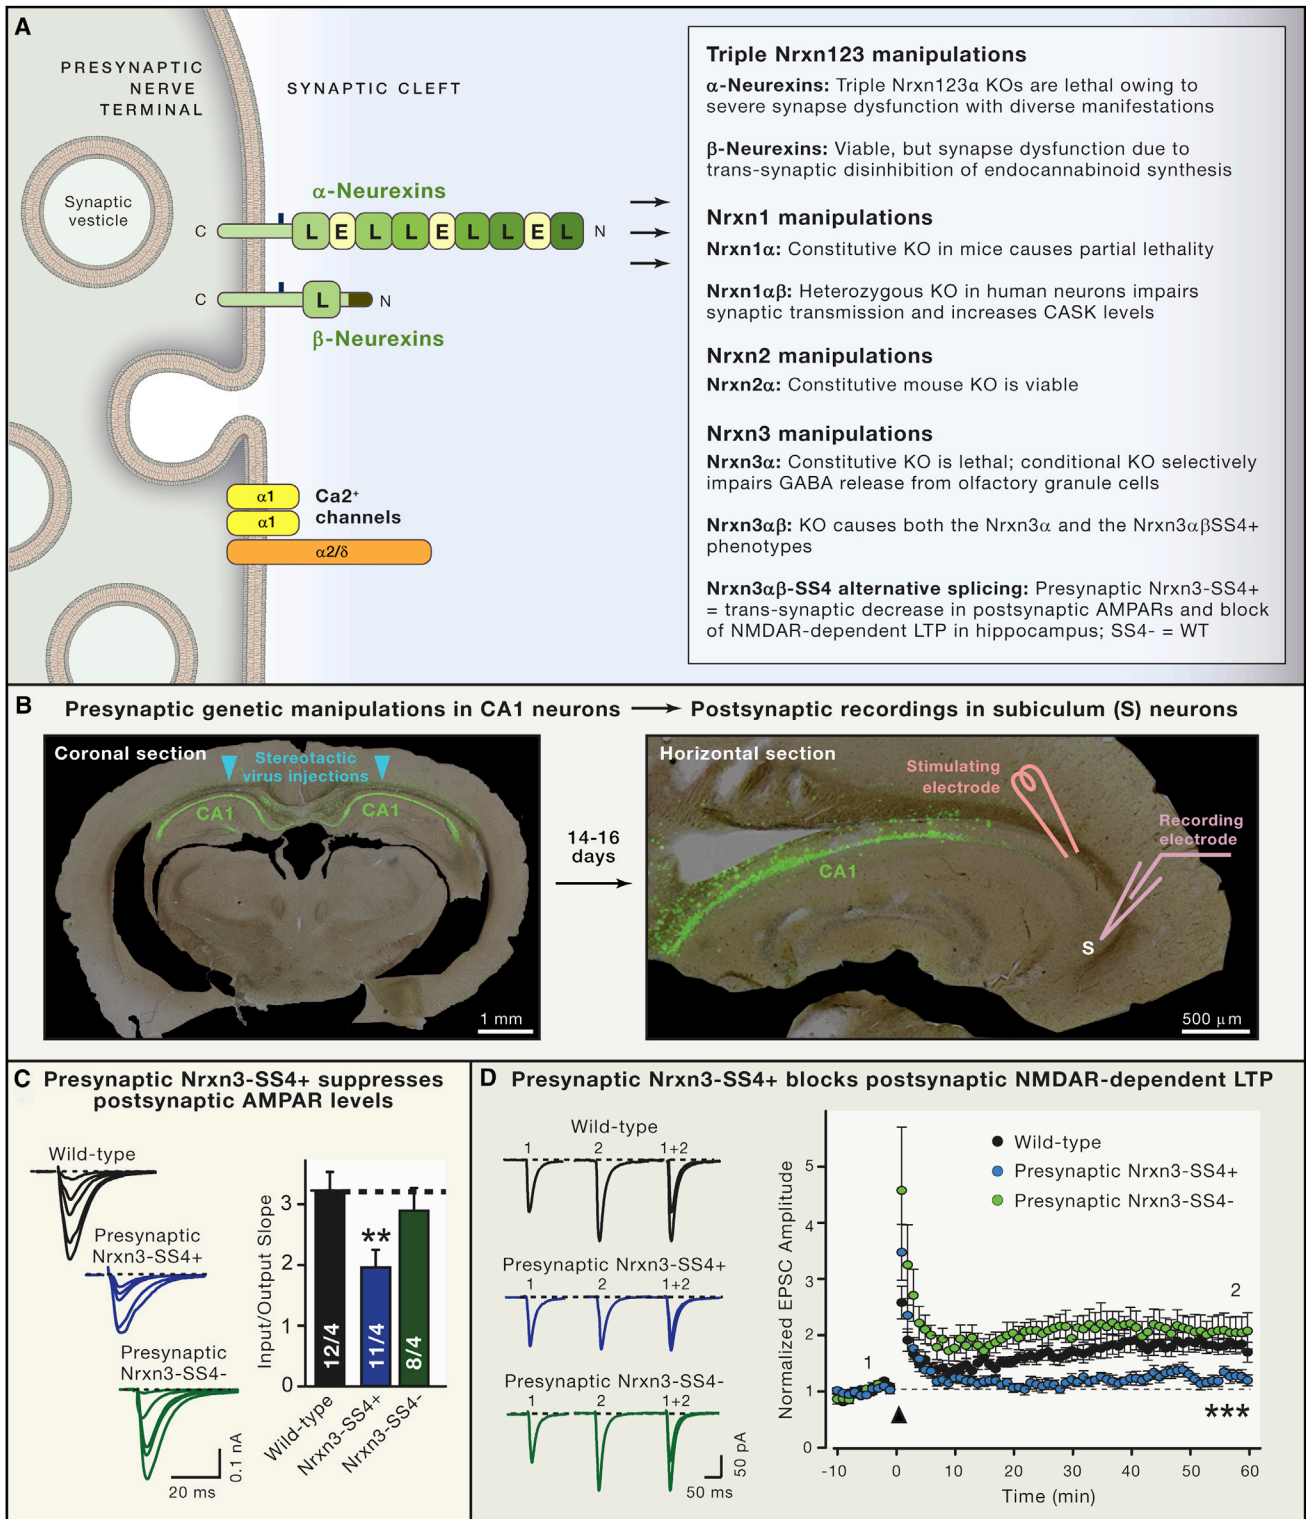 A
PRESYNAPTIC
NERVE
TERMINAL
SYNAPTIC CLEFT
Synaptic
vesicle
α-Neurexins
C
L E L L E L L E L
N
C
L
N
β-Neurexins
α1
α1
Ca2+
channels
α2/δ
Triple Nrxn123 manipulations
α-Neurexins: Triple Nrxn123α KOs are lethal owing to
severe synapse dysfunction with diverse manifestations
β-Neurexins: Viable, but synapse dysfunction due to
trans-synaptic disinhibition of endocannabinoid synthesis
Nrxn1 manipulations
Nrxn1α: Constitutive KO in mice causes partial lethality
Nrxn1αβ: Heterozygous KO in human neurons impairs
synaptic transmission and increases CASK levels
Nrxn2 manipulations
Nrxn2α: Constitutive mouse KO is viable
Nrxn3 manipulations
Nrxn3α: Constitutive KO is lethal; conditional KO selectively
impairs GABA release from olfactory granule cells
Nrxn3αβ: KO causes both the Nrxn3α and the Nrxn3αβSS4+
phenotypes
Nrxn3αβ-SS4 alternative splicing: Presynaptic Nrxn3-SS4+
= trans-synaptic decrease in postsynaptic AMPARs and block
of NMDAR-dependent LTP in hippocampus; SS4- = WT
B
Presynaptic genetic manipulations in CA1 neurons
Postsynaptic recordings in subiculum (S) neurons
Coronal section
Stereotactic
virus injections
CA1
CA1
1 mm
14-16
days
Horizontal section
Stimulating
electrode
Recording
electrode
CA1
S
500 μm
C
Presynaptic Nrxn3-SS4+ suppresses
postsynaptic AMPAR levels
Wild-type
Presynaptic
Nrxn3-SS4+
Presynaptic
Nrxn3-SS4-
0.1 nA
20 ms
Input/Output Slope
3
2
1
0
**
12/4
11/4
8/4
Wild-type
Nrxn3-SS4+
Nrxn3-SS4-
D
Presynaptic Nrxn3-SS4+ blocks postsynaptic NMDAR-dependent LTP
Wild-type
1 2 1+2
Presynaptic Nrxn3-SS4+
1 2 1+2
Presynaptic Nrxn3-SS4-
1 2 1+2
50 pA
50 ms
Normalized EPSC Amplitude
5
4
3
2
1
0
Wild-type
Presynaptic Nrxn3-SS4+
Presynaptic Nrxn3-SS4-
1
2
***
-10 0 10 20 30 40 50 60
Time (min)